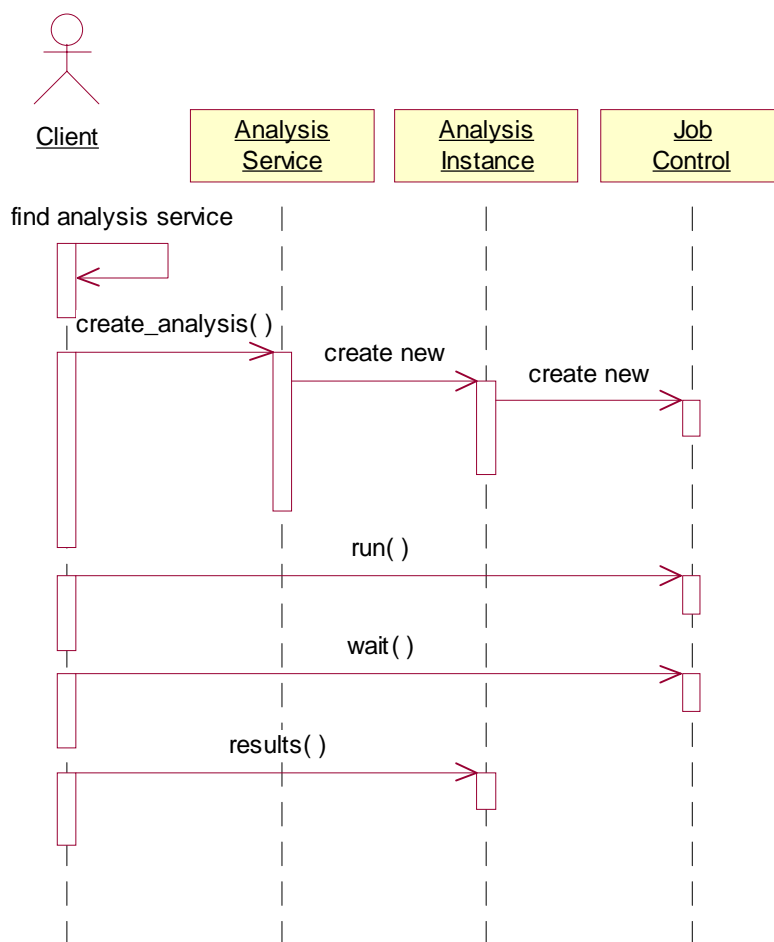 Client
Analysis
Service
Analysis
Instance
Job
Control
find analysis service
create_analysis( )
create new
create new
run( )
wait( )
results( )